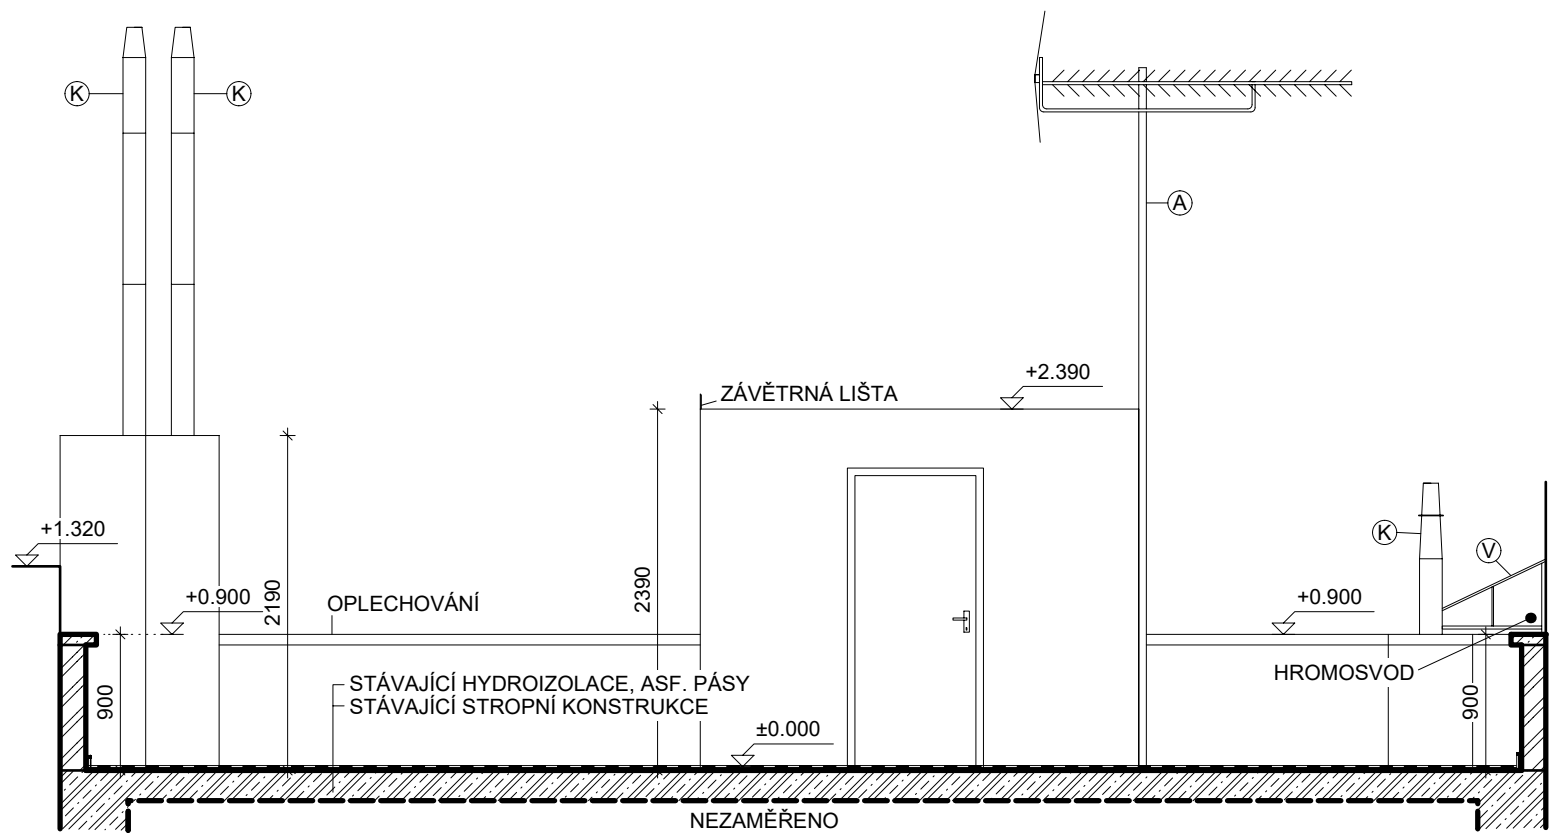 K
K
A
+2.390
ZÁVĚTRNÁ LIŠTA
+1.320
K
V
2190
2390
+0.900
OPLECHOVÁNÍ
+0.900
HROMOSVOD
STÁVAJÍCÍ HYDROIZOLACE, ASF. PÁSY
STÁVAJÍCÍ STROPNÍ KONSTRUKCE
900
900
±0.000
NEZAMĚŘENO